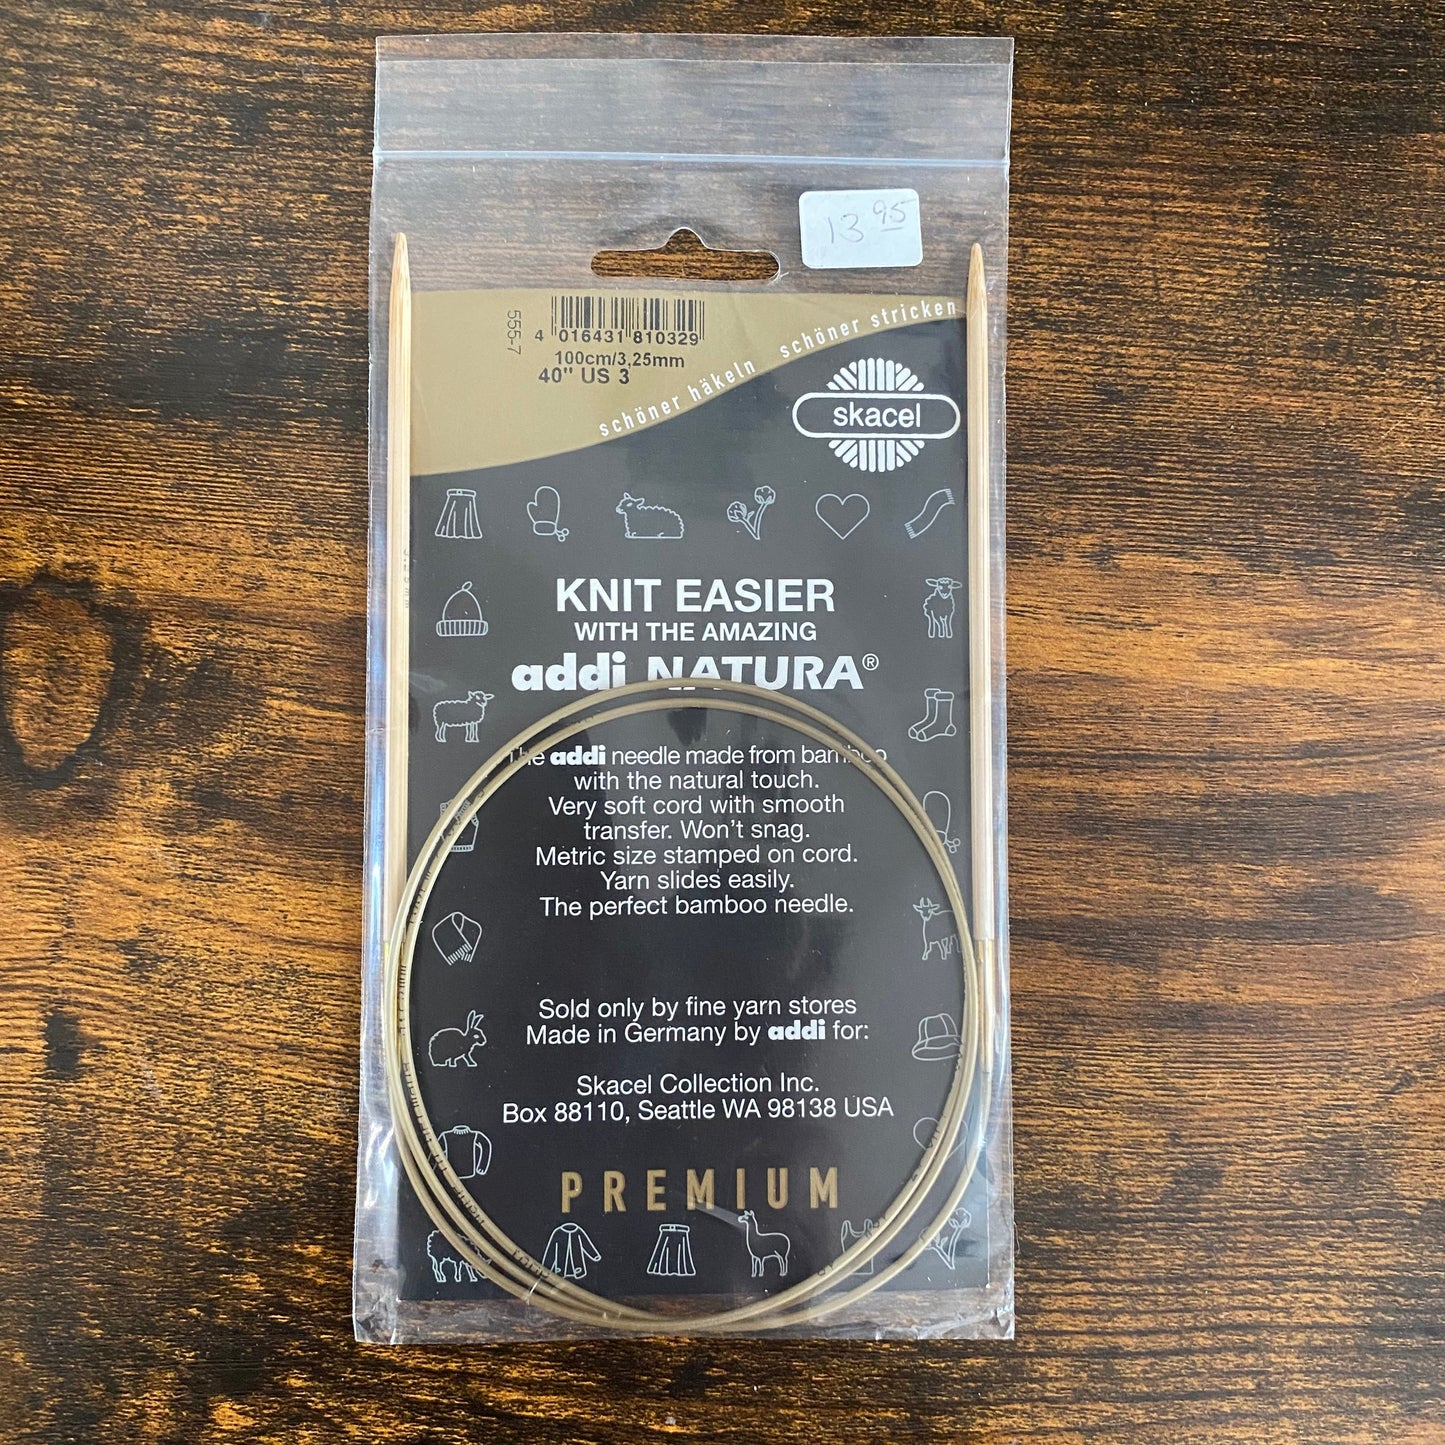 13 95
555-7
4 016431 810329
100cm/3,25mm
40" US 3
schöner häkeln schöner stricken
skacel
KNIT EASIER
WITH THE AMAZING
addi NATURA®
The addi needle made from bamboo
with the natural touch.
Very soft cord with smooth
transfer. Won't snag.
Metric size stamped on cord.
Yarn slides easily.
The perfect bamboo needle.
Sold only by fine yarn stores
Made in Germany by addi for:
Skacel Collection Inc.
Box 88110, Seattle WA 98138 USA
PREMIUM